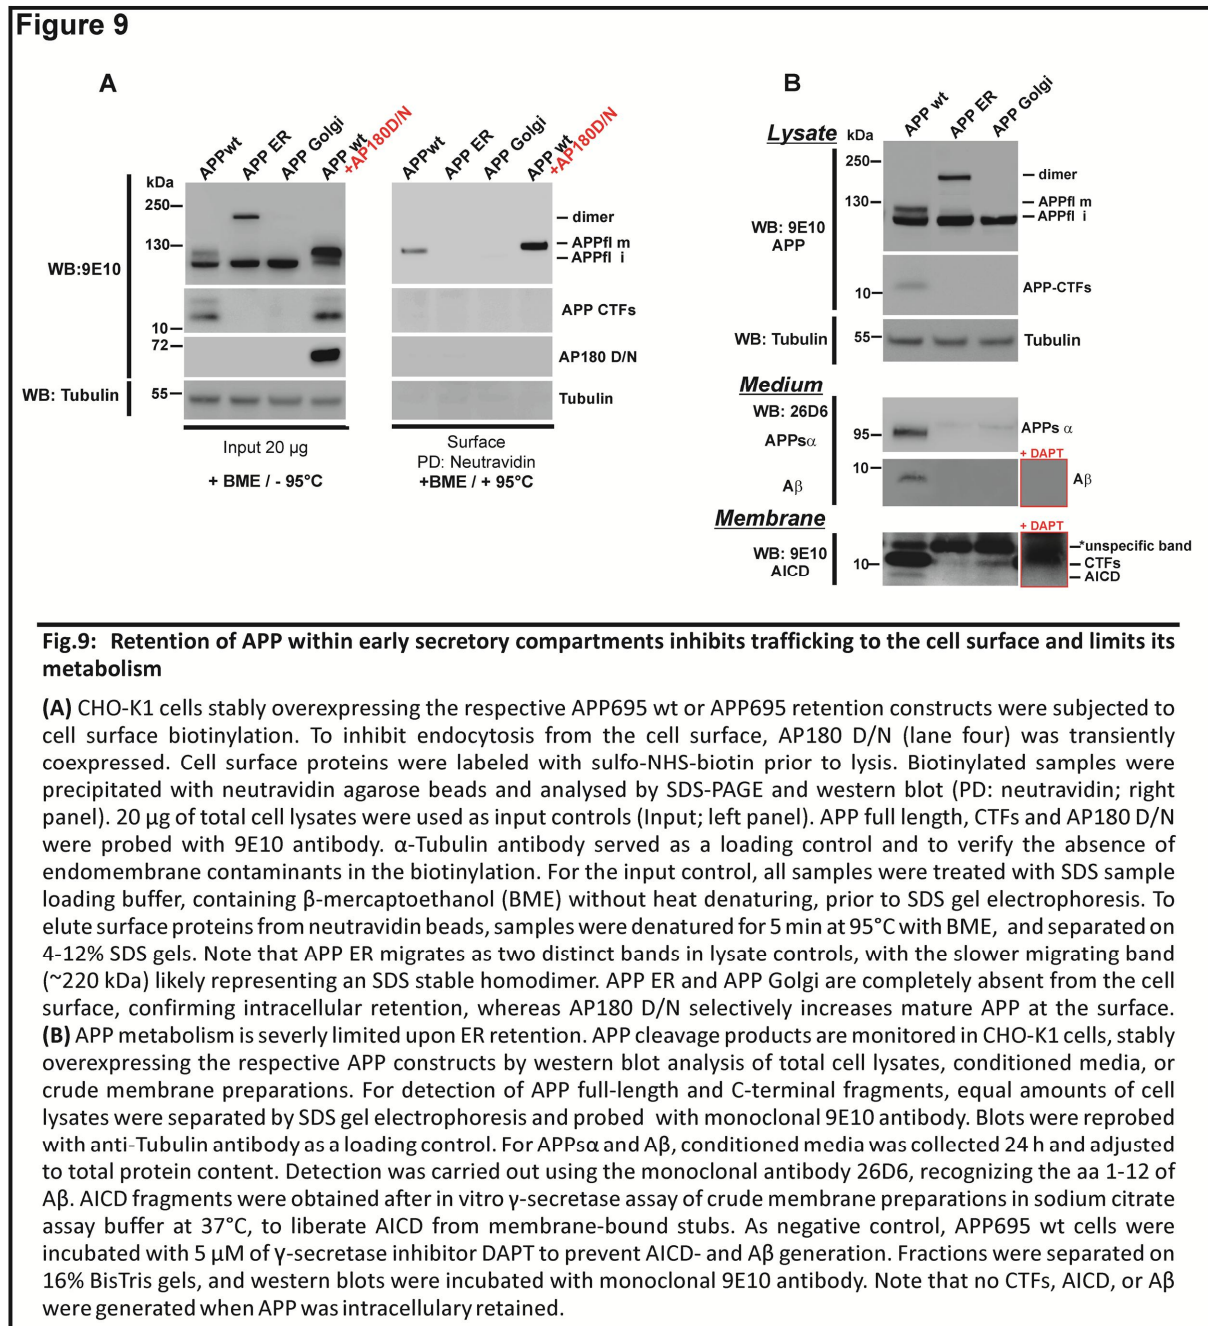 Figure 9
A
APPwt
APP ER
APP Golgi
APP wt
+AP180D/N
APPwt
APP ER
APP Golgi
APP wt
+AP180D/N
kDa
250
130
10
72
55
WB:9E10
WB: Tubulin
dimer
APPfl m
APPfl i
APP CTFs
AP180 D/N
Tubulin
Input 20 µg
+ BME / - 95°C
Surface
PD: Neutravidin
+BME / + 95°C
B
APP wt
APP ER
APP Golgi
Lysate
kDa
250
130
WB: 9E10
APP
10
WB: Tubulin
55
dimer
APPfl m
APPfl i
APP-CTFs
Tubulin
Medium
WB: 26D6
APPsα
95
APPs α
+ DAPT
10
Aβ
Aβ
Membrane
+ DAPT
WB: 9E10
AICD
10
*unspecific band
CTFs
AICD
Fig.9: Retention of APP within early secretory compartments inhibits trafficking to the cell surface and limits its
metabolism
(A) CHO-K1 cells stably overexpressing the respective APP695 wt or APP695 retention constructs were subjected to
cell surface biotinylation. To inhibit endocytosis from the cell surface, AP180 D/N (lane four) was transiently
coexpressed. Cell surface proteins were labeled with sulfo-NHS-biotin prior to lysis. Biotinylated samples were
precipitated with neutravidin agarose beads and analysed by SDS-PAGE and western blot (PD: neutravidin; right
panel). 20 µg of total cell lysates were used as input controls (Input; left panel). APP full length, CTFs and AP180 D/N
were probed with 9E10 antibody. α-Tubulin antibody served as a loading control and to verify the absence of
endomembrane contaminants in the biotinylation. For the input control, all samples were treated with SDS sample
loading buffer, containing β-mercaptoethanol (BME) without heat denaturing, prior to SDS gel electrophoresis. To
elute surface proteins from neutravidin beads, samples were denatured for 5 min at 95°C with BME, and separated on
4-12% SDS gels. Note that APP ER migrates as two distinct bands in lysate controls, with the slower migrating band
(~220 kDa) likely representing an SDS stable homodimer. APP ER and APP Golgi are completely absent from the cell
surface, confirming intracellular retention, whereas AP180 D/N selectively increases mature APP at the surface.
(B) APP metabolism is severly limited upon ER retention. APP cleavage products are monitored in CHO-K1 cells, stably
overexpressing the respective APP constructs by western blot analysis of total cell lysates, conditioned media, or
crude membrane preparations. For detection of APP full-length and C-terminal fragments, equal amounts of cell
lysates were separated by SDS gel electrophoresis and probed with monoclonal 9E10 antibody. Blots were reprobed
with anti-Tubulin antibody as a loading control. For APPsα and Aβ, conditioned media was collected 24 h and adjusted
to total protein content. Detection was carried out using the monoclonal antibody 26D6, recognizing the aa 1-12 of
Aβ. AICD fragments were obtained after in vitro γ-secretase assay of crude membrane preparations in sodium citrate
assay buffer at 37°C, to liberate AICD from membrane-bound stubs. As negative control, APP695 wt cells were
incubated with 5 µM of γ-secretase inhibitor DAPT to prevent AICD- and Aβ generation. Fractions were separated on
16% BisTris gels, and western blots were incubated with monoclonal 9E10 antibody. Note that no CTFs, AICD, or Aβ
were generated when APP was intracellulary retained.